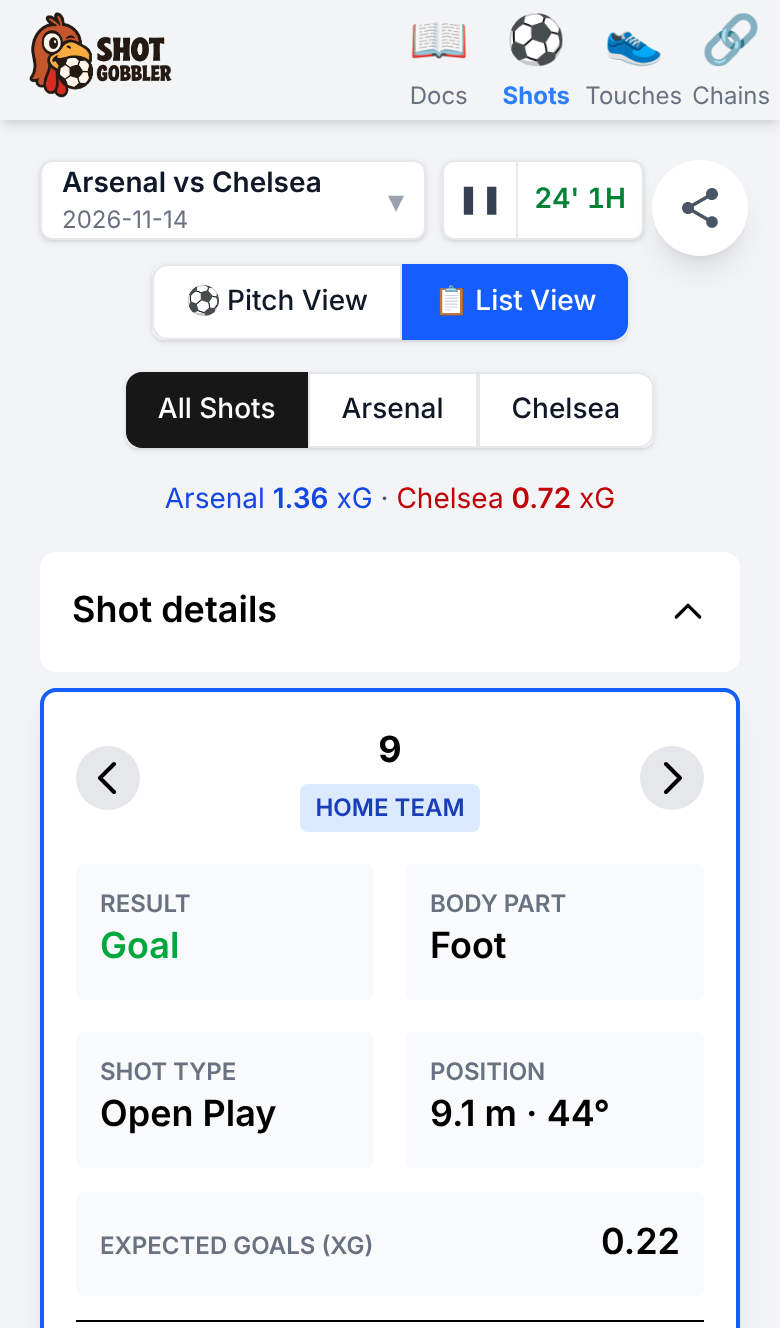 SHOT
GOBBLER
Docs
Shots
Touches
Chains
Arsenal vs Chelsea
2026-11-14
24' 1H
Pitch View
List View
All Shots
Arsenal
Chelsea
Arsenal 1.36 xG · Chelsea 0.72 xG
Shot details
9
HOME TEAM
RESULT
Goal
BODY PART
Foot
SHOT TYPE
Open Play
POSITION
9.1 m · 44°
EXPECTED GOALS (XG)
0.22